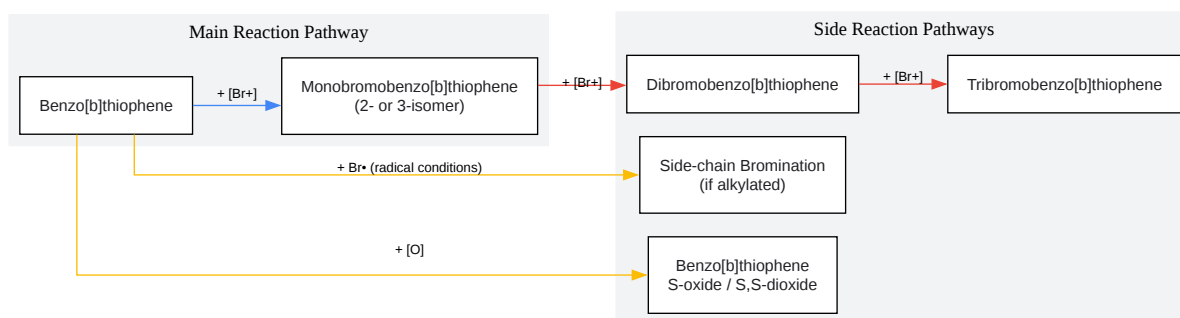 Main Reaction Pathway
Side Reaction Pathways
Benzo[b]thiophene
+ [Br+]
Monobromobenzo[b]thiophene
(2- or 3-isomer)
+ [Br+]
Dibromobenzo[b]thiophene
+ [Br+]
Tribromobenzo[b]thiophene
+ Br• (radical conditions)
Side-chain Bromination
(if alkylated)
+ [O]
Benzo[b]thiophene
S-oxide / S,S-dioxide